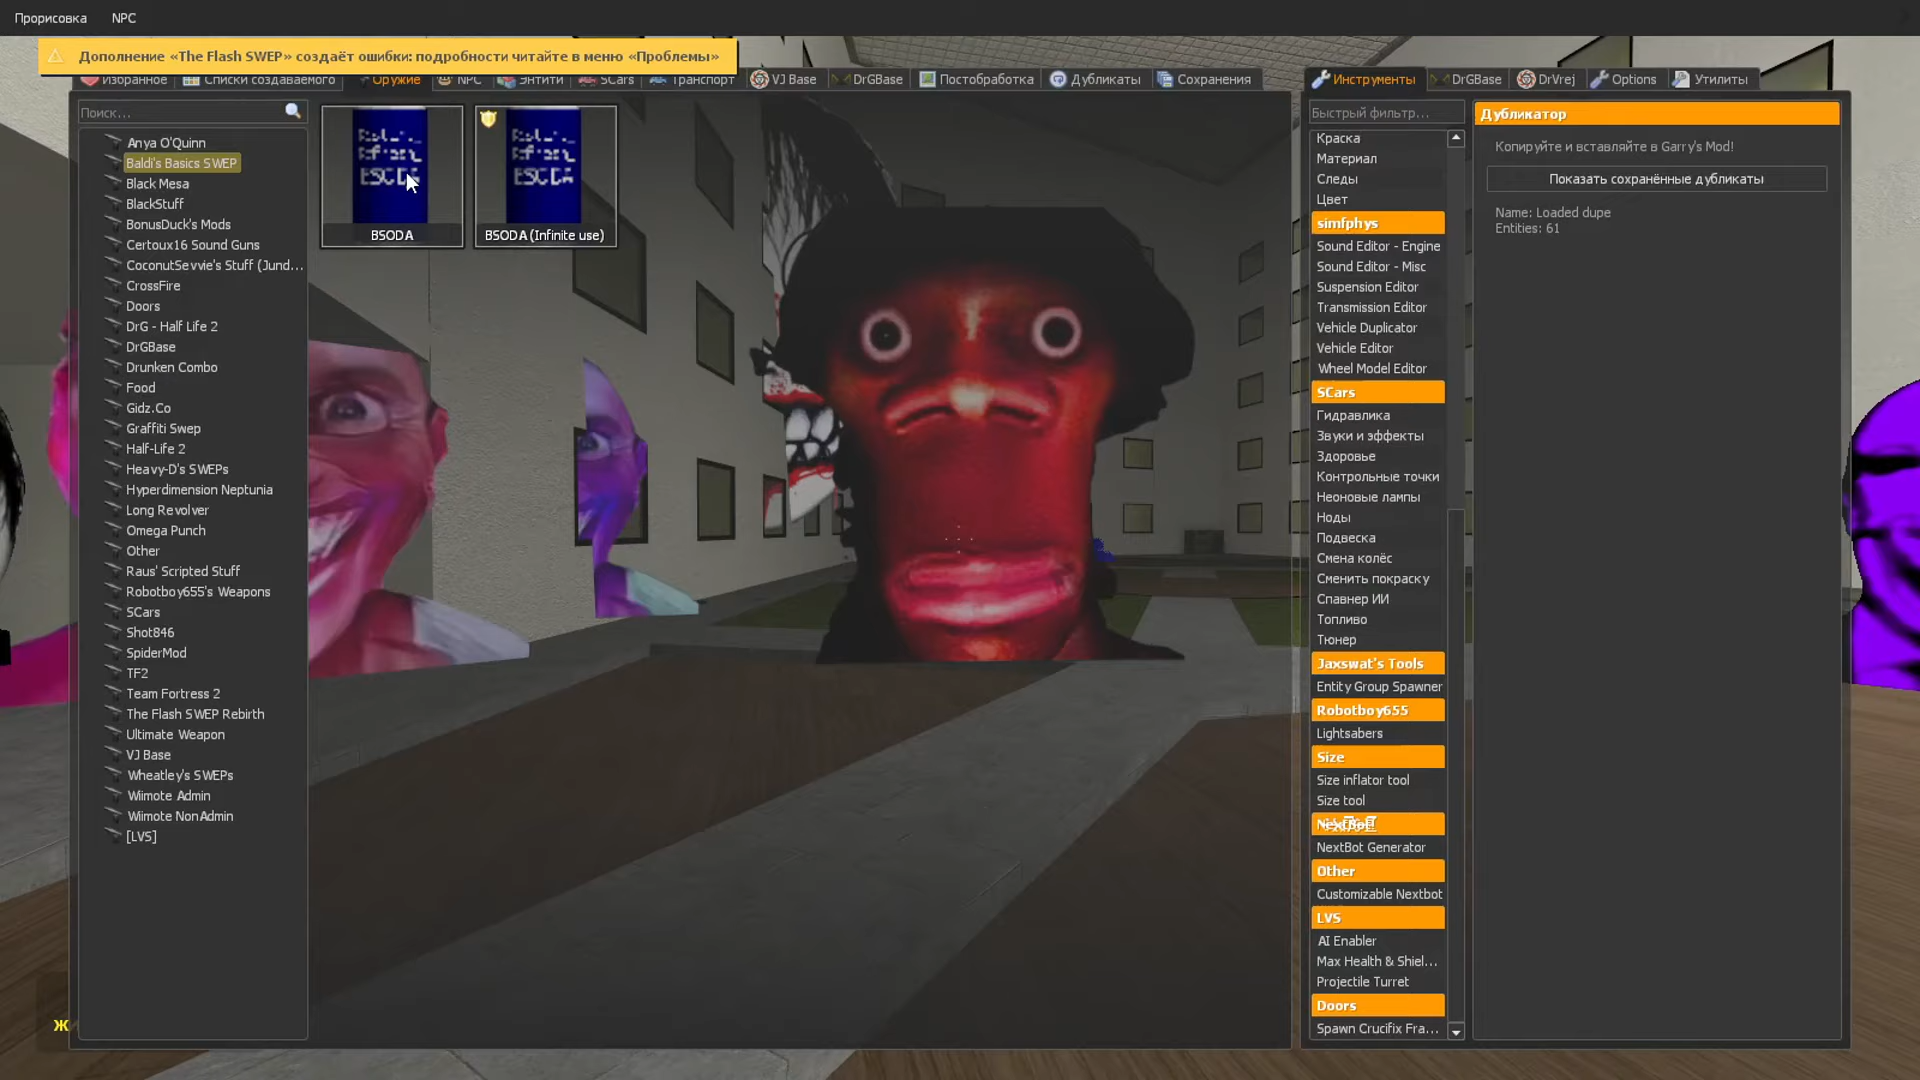 Прорисовка NPC
Дополнение «The Flash SWEP» создаёт ошибки: подробности читайте в меню «Проблемы»
Избранное Списки создаваемого Оружие NPC Энтити SCars Транспорт VJ Base DrGBase Постобработка Дубликаты Сохранения
Поиск...
Anya O'Quinn
Baldi's Basics SWEP
Black Mesa
BlackStuff
BonusDuck's Mods
Certoux16 Sound Guns
CoconutSevvie's Stuff (Jund...
CrossFire
Doors
DrG - Half Life 2
DrGBase
Drunken Combo
Food
Gidz.Co
Graffiti Swep
Half-Life 2
Heavy-D's SWEPs
Hyperdimension Neptunia
Long Revolver
Omega Punch
Other
Raus' Scripted Stuff
Robotboy655's Weapons
SCars
Shot846
SpiderMod
TF2
Team Fortress 2
The Flash SWEP Rebirth
Ultimate Weapon
VJ Base
Wheatley's SWEPs
Wiimote Admin
Wiimote NonAdmin
[LVS]
BSODA
BSODA (Infinite use)
Инструменты DrGBase DrVrej Options Утилиты
Быстрый фильтр...
Краска
Материал
Следы
Цвет
simfphys
Sound Editor - Engine
Sound Editor - Misc
Suspension Editor
Transmission Editor
Vehicle Duplicator
Vehicle Editor
Wheel Model Editor
SCars
Гидравлика
Звуки и эффекты
Здоровье
Контрольные точки
Неоновые лампы
Ноды
Подвеска
Смена колёс
Сменить покраску
Спавнер ИИ
Топливо
Тюнер
Jaxswat's Tools
Entity Group Spawner
Robotboy655
Lightsabers
Size
Size inflator tool
Size tool
NextBot Generator
Other
Customizable Nextbot
LVS
AI Enabler
Max Health & Shiel...
Projectile Turret
Doors
Spawn Crucifix Fra...
Дубликатор
Копируйте и вставляйте в Garry's Mod!
Показать сохранённые дубликаты
Name: Loaded dupe
Entities: 61
Ж